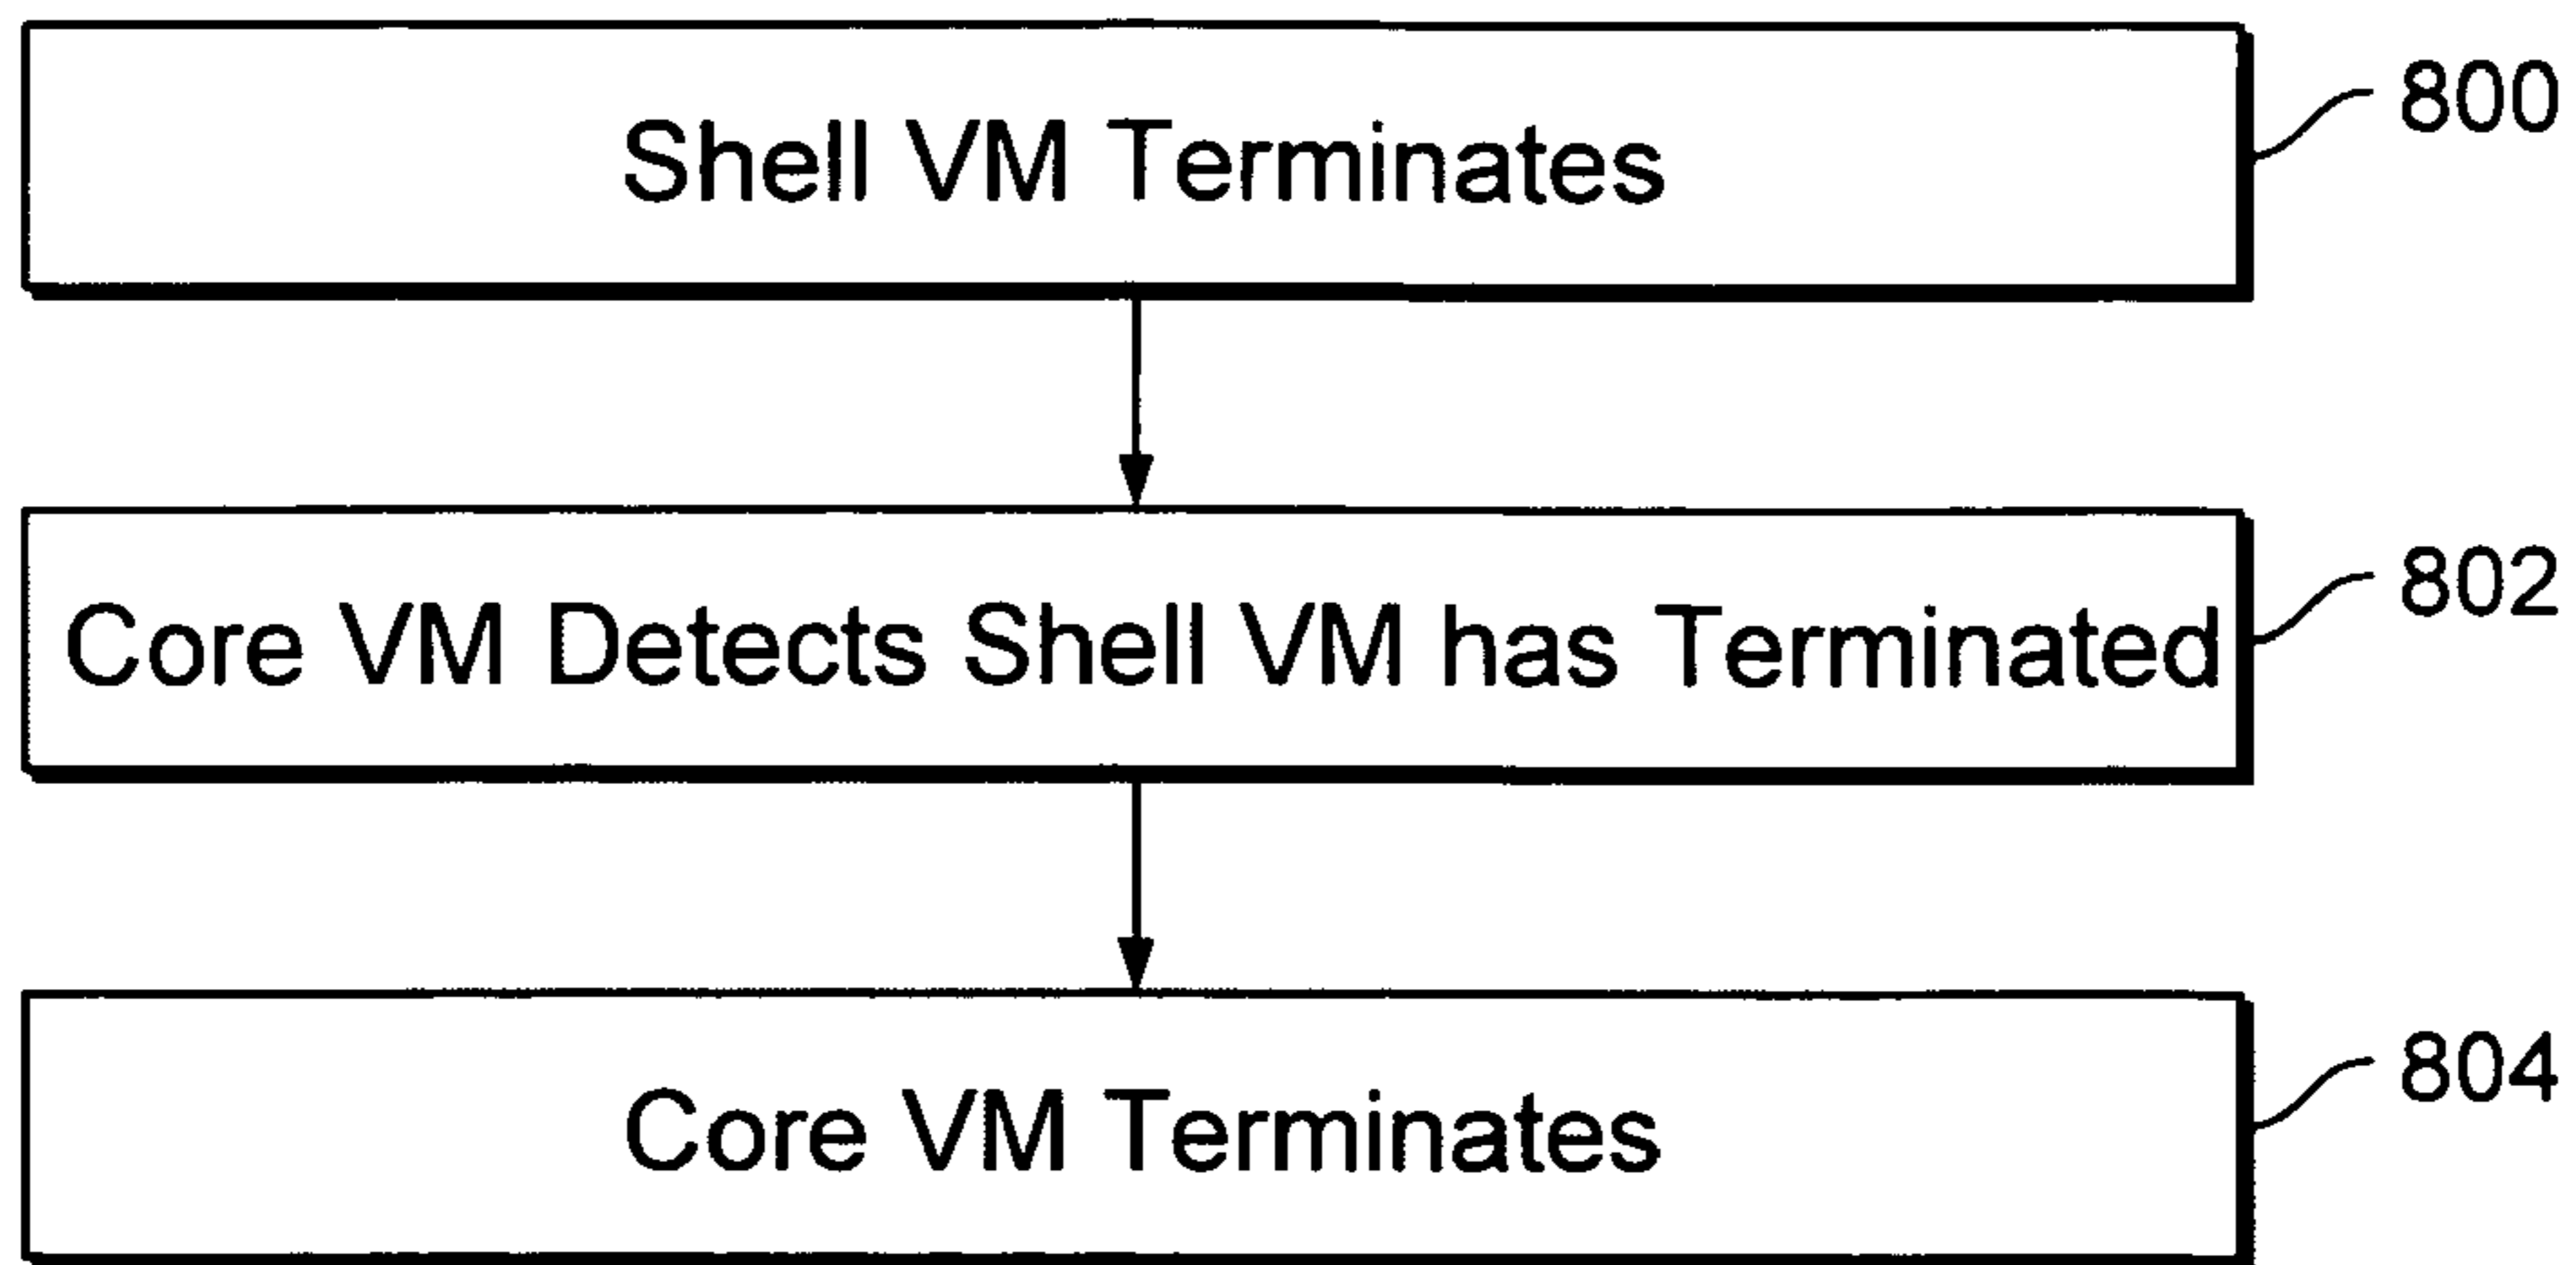 Shell VM Terminates
800
Core VM Detects Shell VM has Terminated
802
Core VM Terminates
804